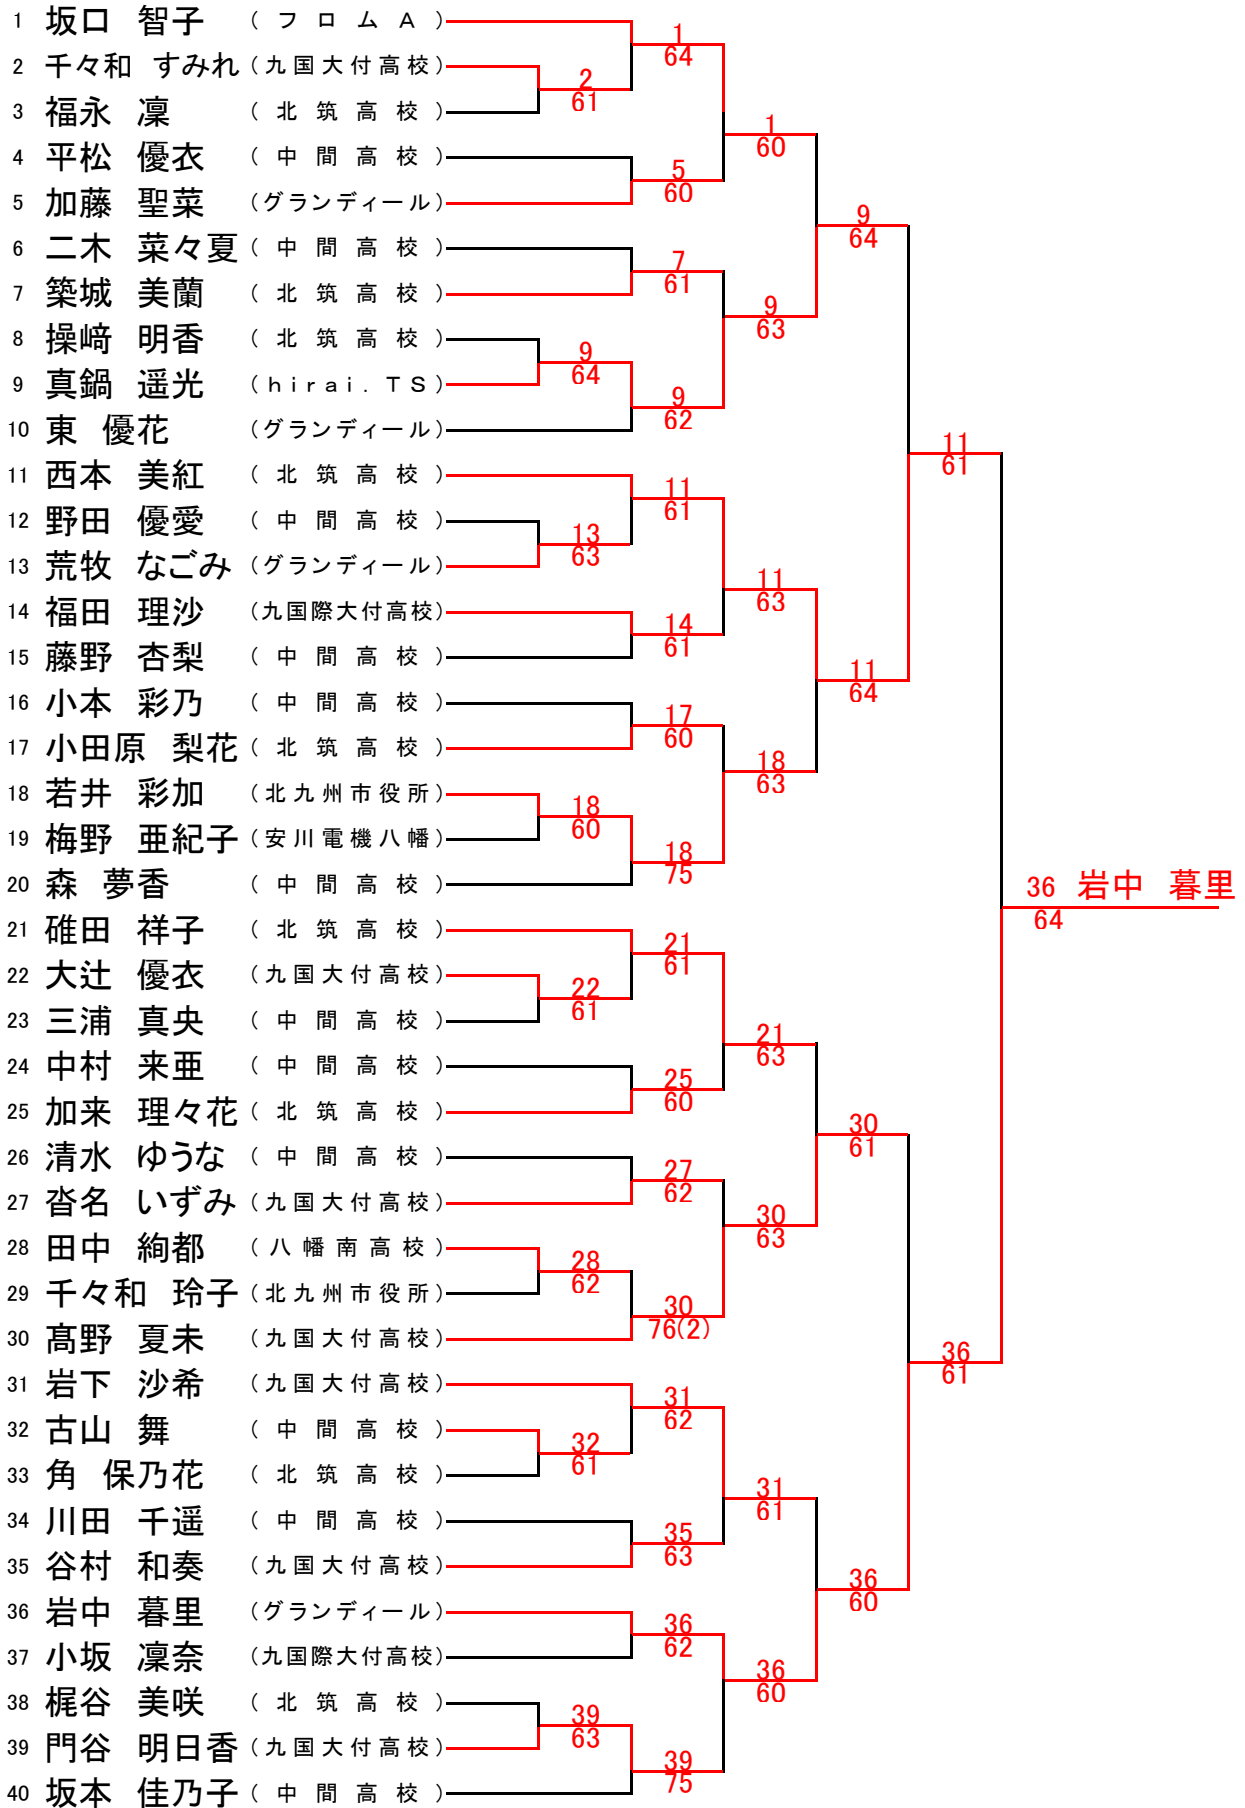 1 坂口 智子 (フロムA)
2 千々和 すみれ (九国大付高校)
3 福永 凜 (北筑高校)
4 平松 優衣 (中間高校)
5 加藤 聖菜 (グランディール)
6 二木 菜々夏 (中間高校)
7 築城 美蘭 (北筑高校)
8 操﨑 明香 (北筑高校)
9 真鍋 遥光 (hirai.TS)
10 東 優花 (グランディール)
11 西本 美紅 (北筑高校)
12 野田 優愛 (中間高校)
13 荒牧 なごみ (グランディール)
14 福田 理沙 (九国際大付高校)
15 藤野 杏梨 (中間高校)
16 小本 彩乃 (中間高校)
17 小田原 梨花 (北筑高校)
18 若井 彩加 (北九州市役所)
19 梅野 亜紀子 (安川電機八幡)
20 森 夢香 (中間高校)
21 碓田 祥子 (北筑高校)
22 大辻 優衣 (九国大付高校)
23 三浦 真央 (中間高校)
24 中村 来亜 (中間高校)
25 加来 理々花 (北筑高校)
26 清水 ゆうな (中間高校)
27 沓名 いずみ (九国大付高校)
28 田中 絢都 (八幡南高校)
29 千々和 玲子 (北九州市役所)
30 髙野 夏未 (九国大付高校)
31 岩下 沙希 (九国大付高校)
32 古山 舞 (中間高校)
33 角 保乃花 (北筑高校)
34 川田 千遥 (中間高校)
35 谷村 和奏 (九国大付高校)
36 岩中 暮里 (グランディール)
37 小坂 凜奈 (九国際大付高校)
38 梶谷 美咲 (北筑高校)
39 門谷 明日香 (九国大付高校)
40 坂本 佳乃子 (中間高校)
2
61
9
64
13
63
18
60
22
61
28
62
32
61
39
63
1
64
5
60
7
61
9
62
11
61
14
61
17
60
18
75
21
61
25
60
27
62
30
76(2)
31
62
35
63
36
62
39
75
1
60
9
63
11
63
18
63
21
63
30
63
31
61
36
60
9
64
11
64
30
61
36
60
11
61
36
61
36 岩中 暮里
64